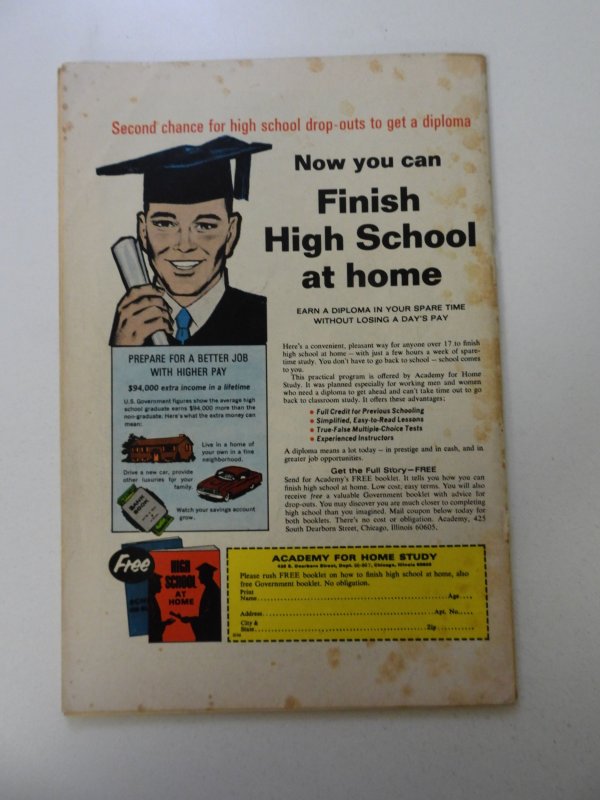 Second chance for high school drop-outs to get a diploma
Now you can
Finish
High School
at home
EARN A DIPLOMA IN YOUR SPARE TIME
WITHOUT LOSING A DAY'S PAY
PREPARE FOR A BETTER JOB
WITH HIGHER PAY
$94,000 extra income in a lifetime
U.S. Government figures show the average high
school graduate earns $94,000 more than the
non-graduate. Here's what the extra money can
mean:
Live in a home of
your own in a fine
neighborhood.
Drive a new car, provide
other luxuries for your
family.
BANK
BOOK
Watch your savings account
grow.
Here's a convenient, pleasant way for anyone over 17 to finish
high school at home – with just a few hours a week of spare-
time study. You don't have to go back to school – school comes
to you.
This practical program is offered by Academy for Home
Study. It was planned especially for working men and women
who need a diploma to get ahead and can't take time out to go
back to classroom study. It offers these advantages;
• Full Credit for Previous Schooling
• Simplified, Easy-to-Read Lessons
• True-False Multiple-Choice Tests
• Experienced Instructors
A diploma means a lot today – in prestige and in cash, and in
greater job opportunities.
Get the Full Story–FREE
Send for Academy's FREE booklet. It tells you how you can
finish high school at home. Low cost, easy terms. You will also
receive free a valuable Government booklet with advice for
drop-outs. You may discover you are much closer to completing
high school than you imagined. Mail coupon below today for
both booklets. There's no cost or obligation. Academy, 425
South Dearborn Street, Chicago, Illinois 60605.
Free
HIGH
SCHOOL
AT
HOME
ACADEMY FOR HOME STUDY
S. Dearborn Street, Dept. Chicago, Illinois 60605
Please rush FREE booklet on how to finish high school at home, also
free Government booklet. No obligation.
Print
Name Age
Address Apt. No.
City &
State Zip